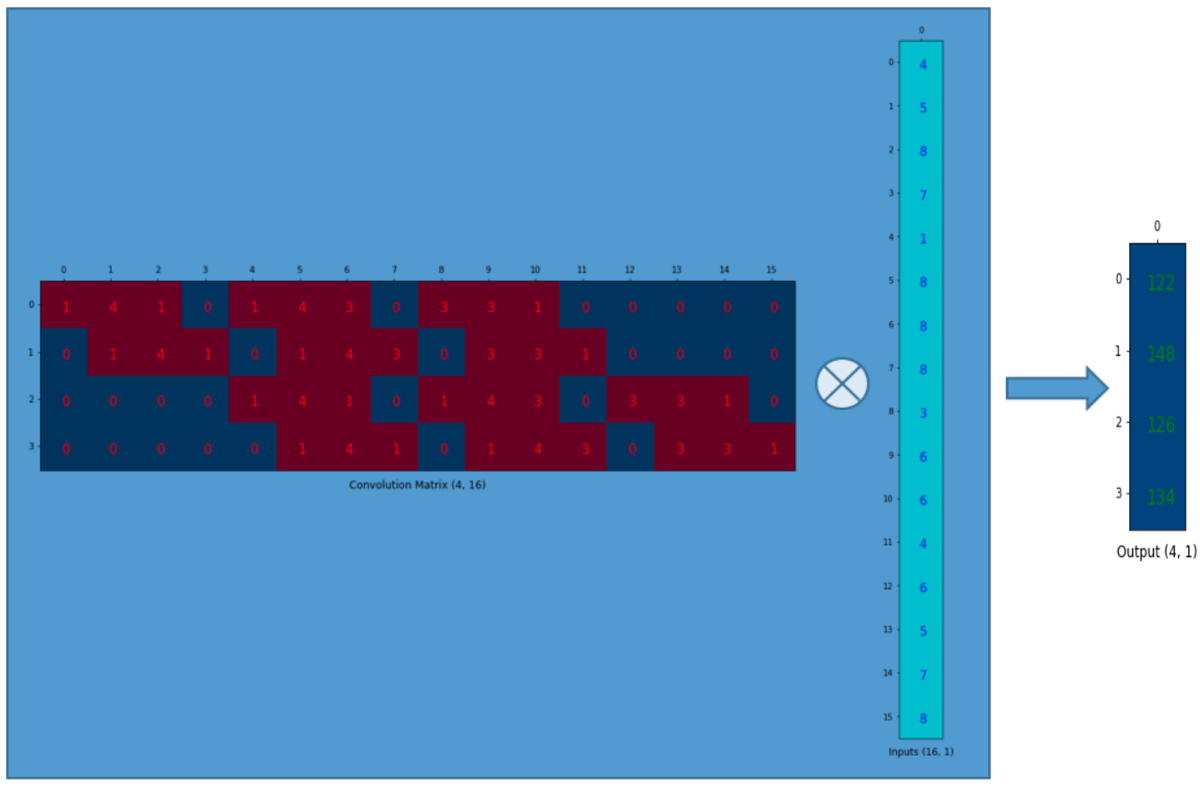 0 1 2 3 4 5 6 7 8 9 10 11 12 13 14 15
0 1 4 1 0 1 4 3 0 3 3 1 0 0 0 0 0
1 0 1 4 1 0 1 4 3 0 3 3 1 0 0 0 0
2 0 0 0 0 1 4 1 0 1 4 3 0 3 3 1 0
3 0 0 0 0 0 1 4 1 0 1 4 3 0 3 3 1
Convolution Matrix (4, 16)
0
0 4
1 5
2 8
3 7
4 1
5 8
6 8
7 8
8 3
9 6
10 6
11 4
12 6
13 5
14 7
15 8
Inputs (16, 1)
0
0 122
1 148
2 126
3 134
Output (4, 1)